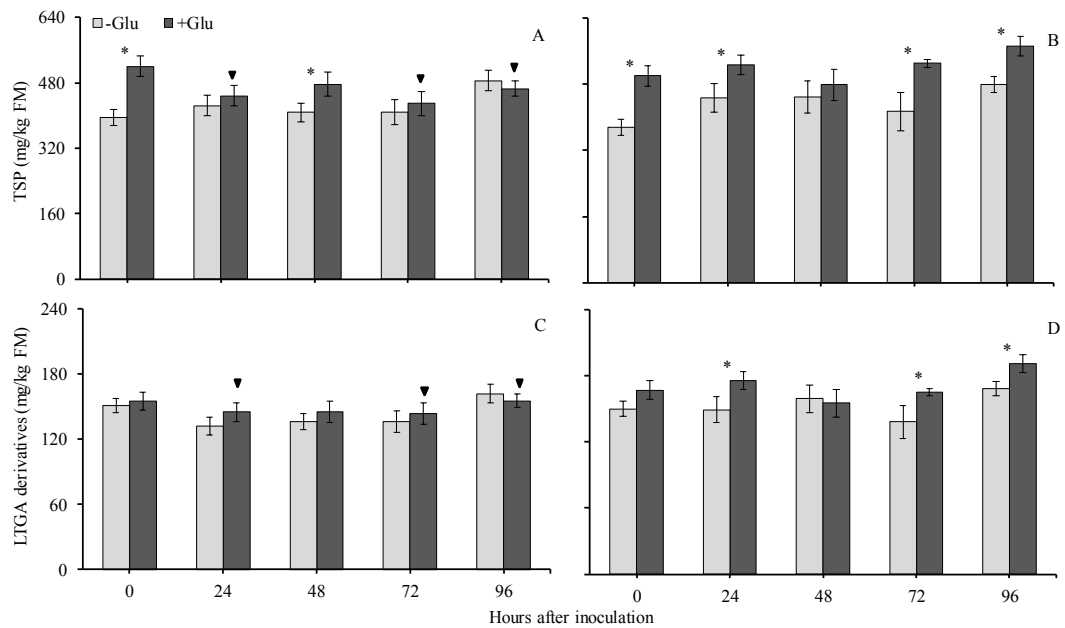 -Glu +Glu
A
B
TSP (mg/kg FM)
640
480
320
160
0
* * * * * *
C
D
LTGA derivatives (mg/kg FM)
240
180
120
60
0
* * *
0 24 48 72 96
0 24 48 72 96
Hours after inoculation